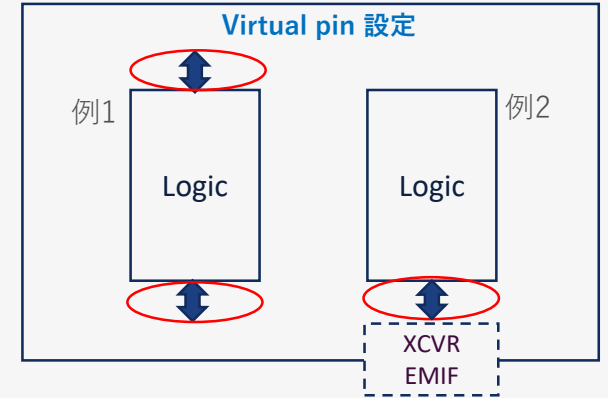 Virtual pin 設定
例1
例2
Logic
Logic
XCVR
EMIF